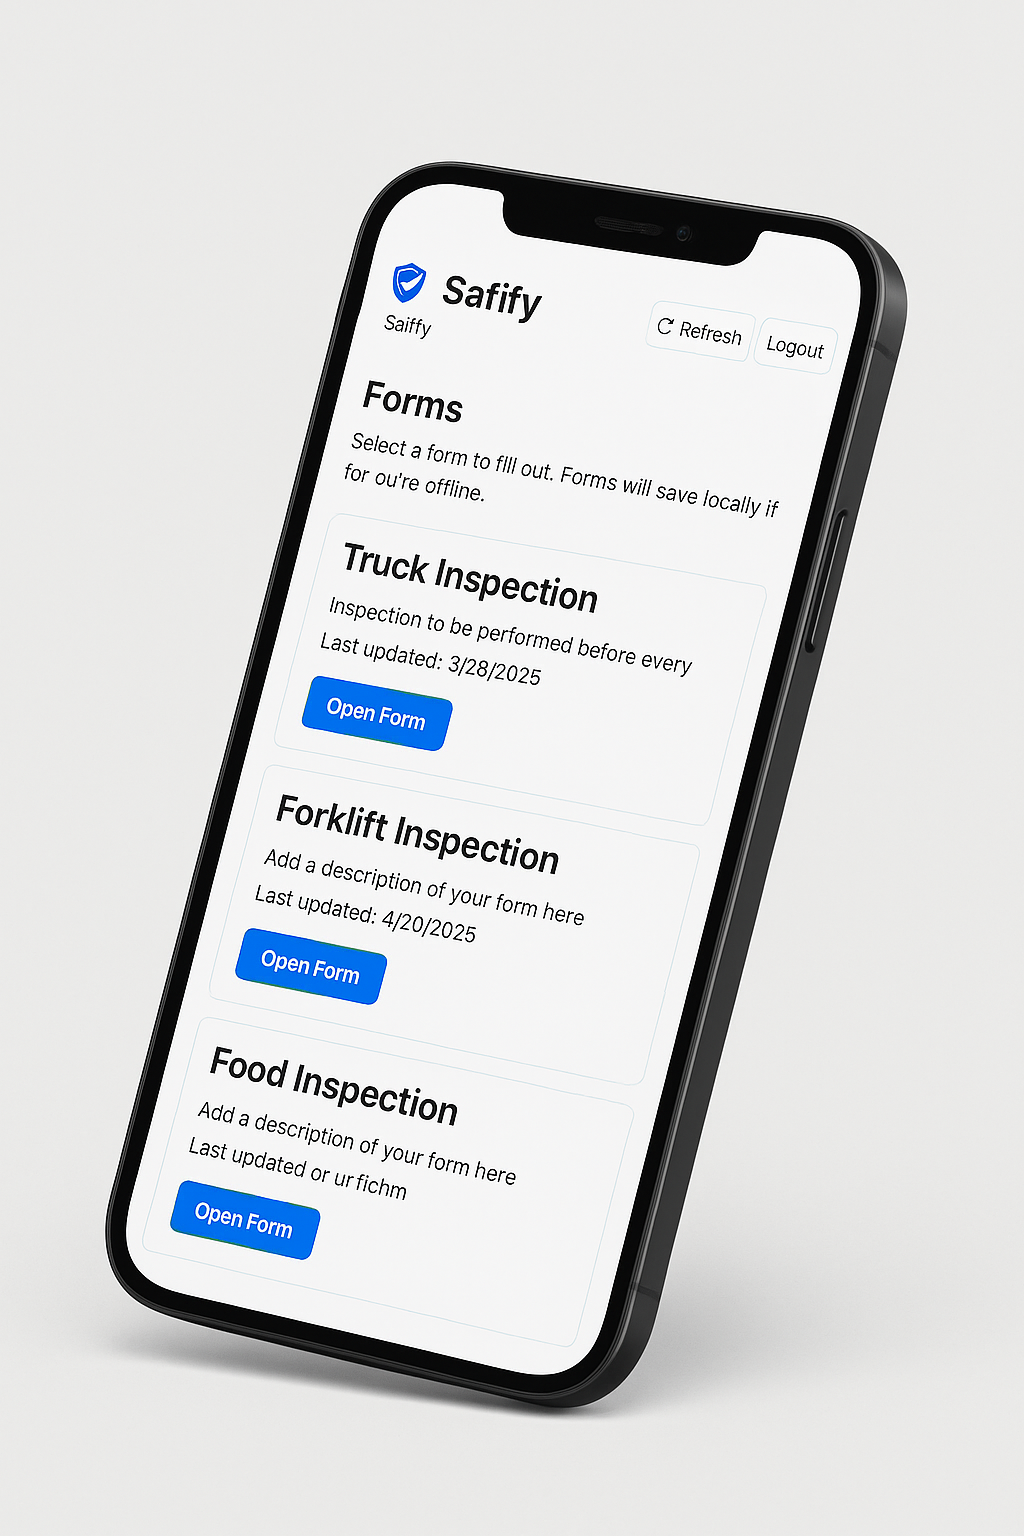 Safify
Saiffy
Refresh
Logout
Forms
Select a form to fIll out. Forms will save locally if
for ou're offline.
Truck Inspection
Inspection to be performed before every
Last updated: 3/28/2025
Open Form
Forklift Inspection
Add a description of your form here
Last updated: 4/20/2025
Open Form
Food Inspection
Add a description of your form here
Last updated or ur fichm
Open Form